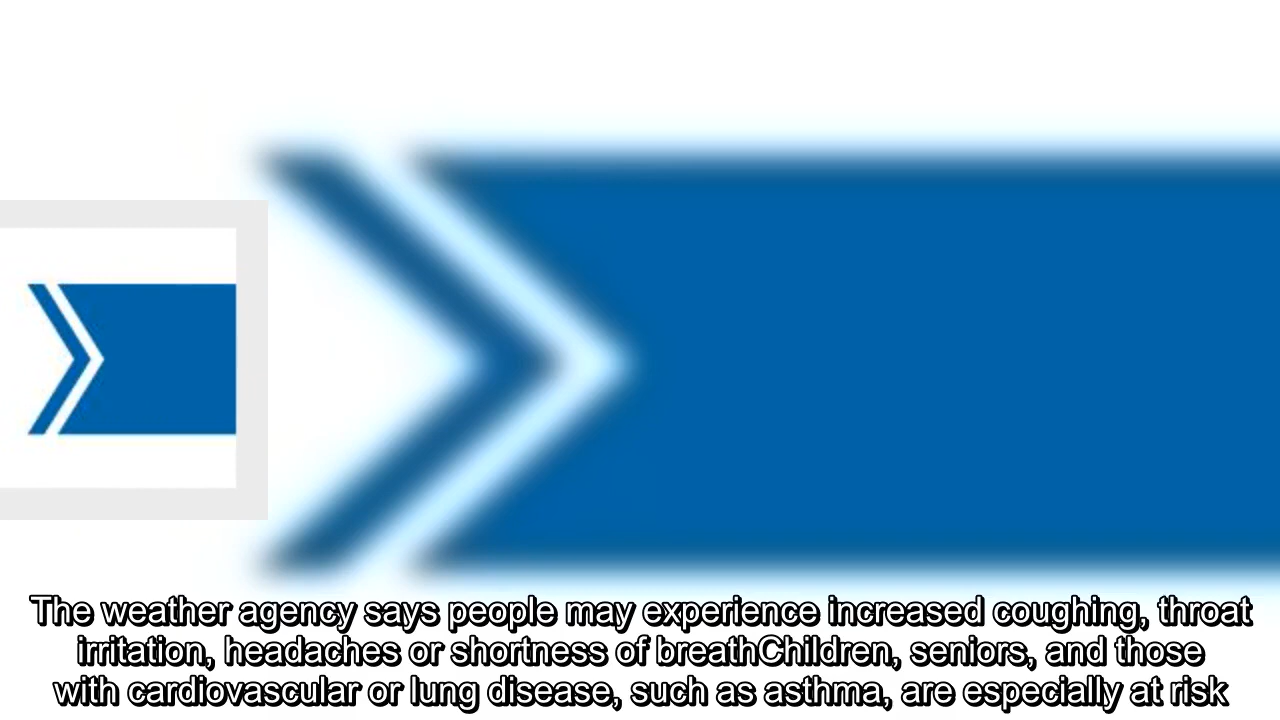 The weather agency says people may experience increased coughing, throat
irritation, headaches or shortness of breathChildren, seniors, and those
with cardiovascular or lung disease, such as asthma, are especially at risk